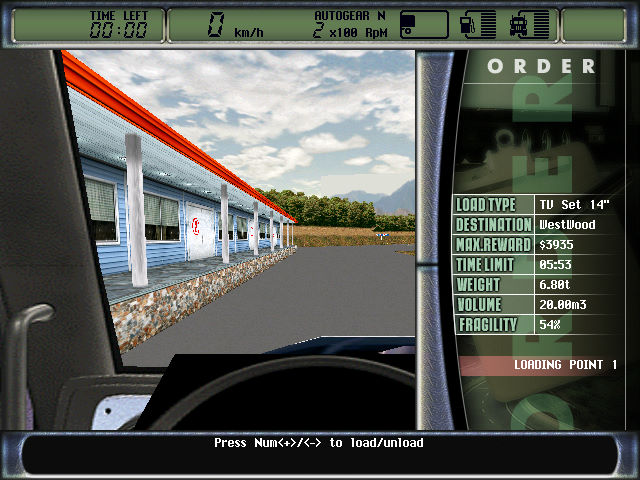 TIME LEFT
00:00
0 km/h
AUTOGEAR N
2 x100 RpM
ORDER
ORDER
LOAD TYPE TV Set 14"
DESTINATION WestWood
MAX.REWARD $3935
TIME LIMIT 05:53
WEIGHT 6.80t
VOLUME 20.00m3
FRAGILITY 54%
LOADING POINT 1
Press Num<+>/<-> to load/unload